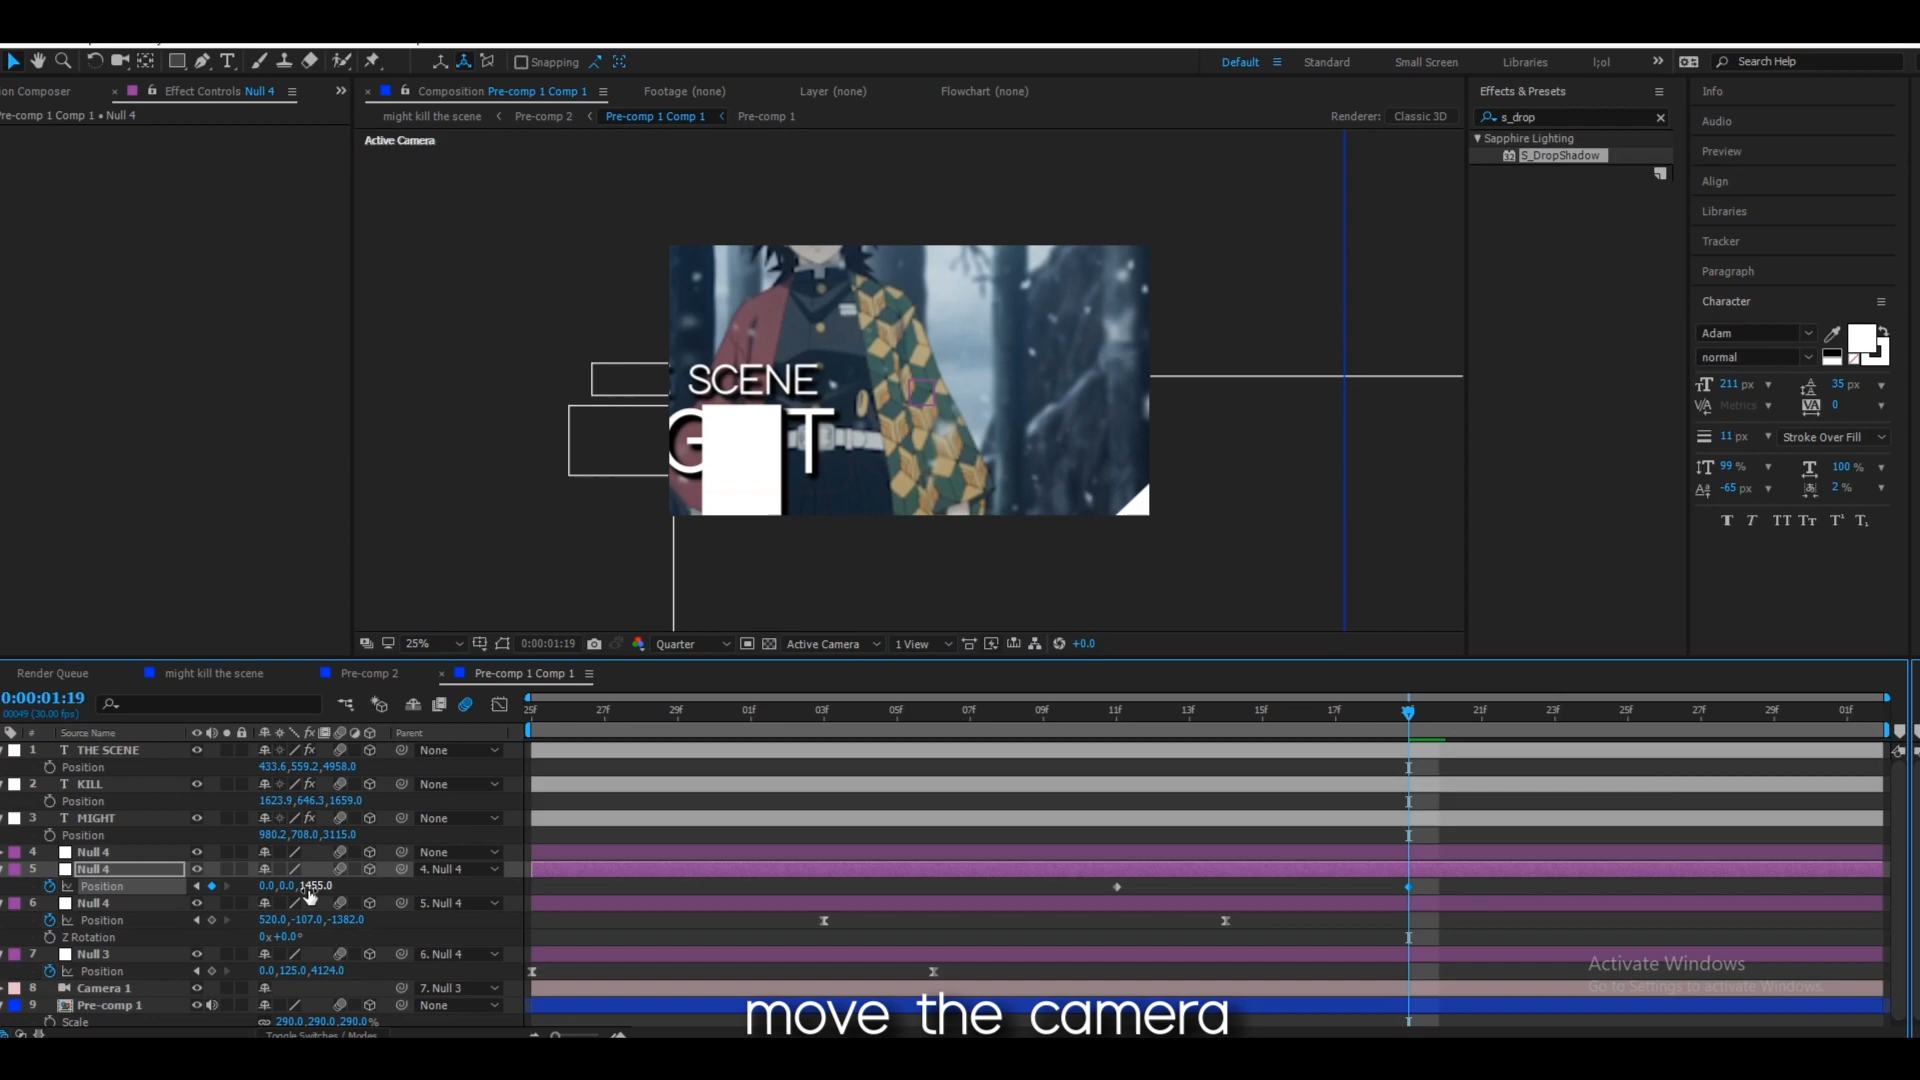 Snapping
Default
Standard
Small Screen
Libraries
l;ol
Search Help
on Composer
Effect Controls Null 4
Composition Pre-comp 1 Comp 1
Footage (none)
Layer (none)
Flowchart (none)
Effects & Presets
Info
re-comp 1 Comp 1 • Null 4
might kill the scene
Pre-comp 2
Pre-comp 1 Comp 1
Pre-comp 1
Renderer: Classic 3D
s_drop
Audio
Active Camera
Sapphire Lighting
S_DropShadow
Preview
Align
Libraries
Tracker
Paragraph
Character
Adam
normal
211 px
35 px
Metrics
0
11 px
Stroke Over Fill
99 %
100 %
-65 px
2 %
T T TT Tт T¹ T₁
SCENE
G T
25%
0:00:01:19
Quarter
Active Camera
1 View
+0.0
Render Queue
might kill the scene
Pre-comp 2
Pre-comp 1 Comp 1
0:00:01:19
00049 (30.00 fps)
25f 27f 29f 01f 03f 05f 07f 09f 11f 13f 15f 17f 21f 23f 25f 27f 29f 01f
# Source Name
Parent
1 T THE SCENE
None
Position
433.6,559.2,4958.0
2 T KILL
None
Position
1623.9,646.3,1659.0
3 T MIGHT
None
Position
980.2,708.0,3115.0
4 Null 4
None
5 Null 4
4. Null 4
Position
0.0,0.0,1455.0
6 Null 4
5. Null 4
Position
520.0,-107.0,-1382.0
Z Rotation
0x+0.0°
7 Null 3
6. Null 4
Position
0.0,125.0,4124.0
8 Camera 1
7. Null 3
9 Pre-comp 1
None
Scale
290.0,290.0,290.0%
Toggle Switches / Modes
Activate Windows
Go to Settings to activate Windows.
move the camera